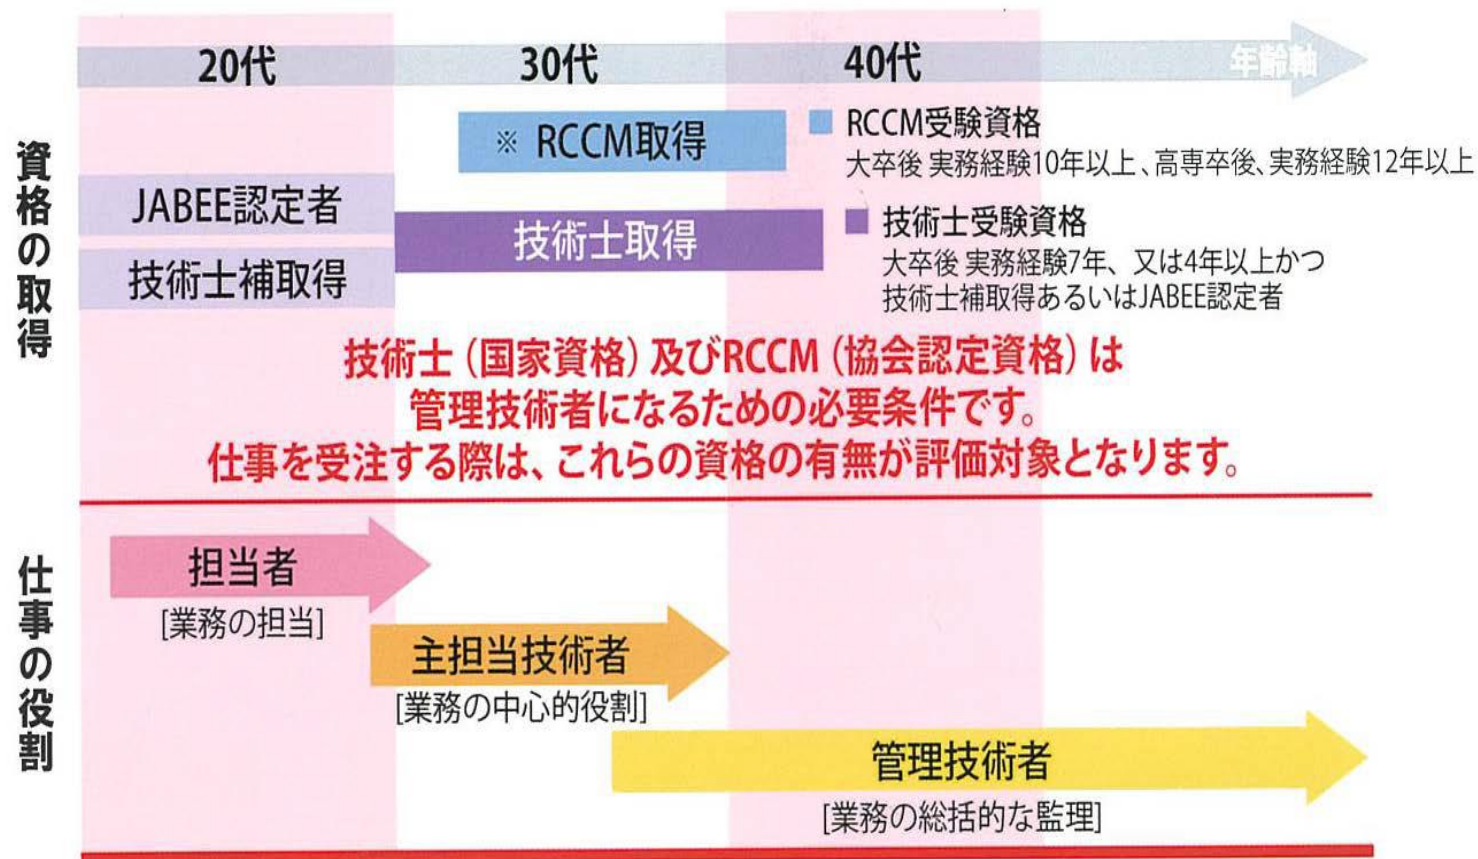 20代
30代
40代
年齢軸
資格の取得
※ RCCM取得
■ RCCM受験資格
大卒後 実務経験10年以上、高専卒後、実務経験12年以上
JABEE認定者
技術士補取得
技術士取得
■ 技術士受験資格
大卒後 実務経験7年、又は4年以上かつ
技術士補取得あるいはJABEE認定者
技術士（国家資格）及びRCCM（協会認定資格）は
管理技術者になるための必要条件です。
仕事を受注する際は、これらの資格の有無が評価対象となります。
仕事の役割
担当者
[業務の担当]
主担当技術者
[業務の中心的役割]
管理技術者
[業務の総括的な監理]